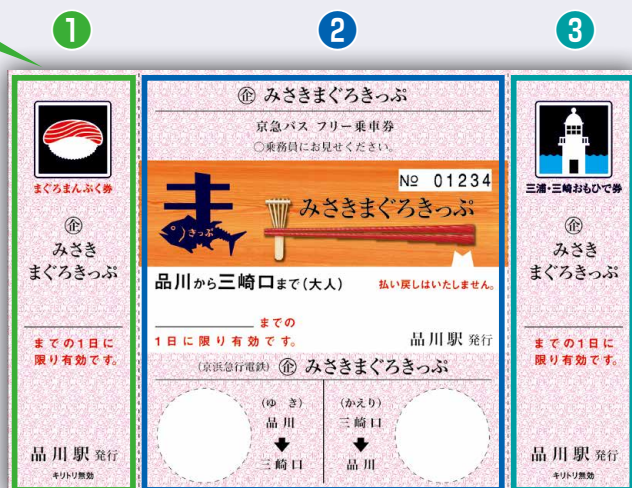 1
2
3
まぐろまんぷく券
企
みさき
まぐろきっぷ
までの1日に
限り有効です。
品川駅 発行
キリトリ無効
企 みさきまぐろきっぷ
京急バス フリー乗車券
○乗務員にお見せください。
№ 01234
ま
きっぷ
みさきまぐろきっぷ
品川から三崎口まで(大人)
払い戻しはいたしません。
までの
1日に限り有効です。
品川駅 発行
(京浜急行電鉄) 企 みさきまぐろきっぷ
(ゆき)
品川
三崎口
(かえり)
三崎口
品川
三浦・三崎おもひで券
企
みさき
まぐろきっぷ
までの1日に
限り有効です。
品川駅 発行
キリトリ無効